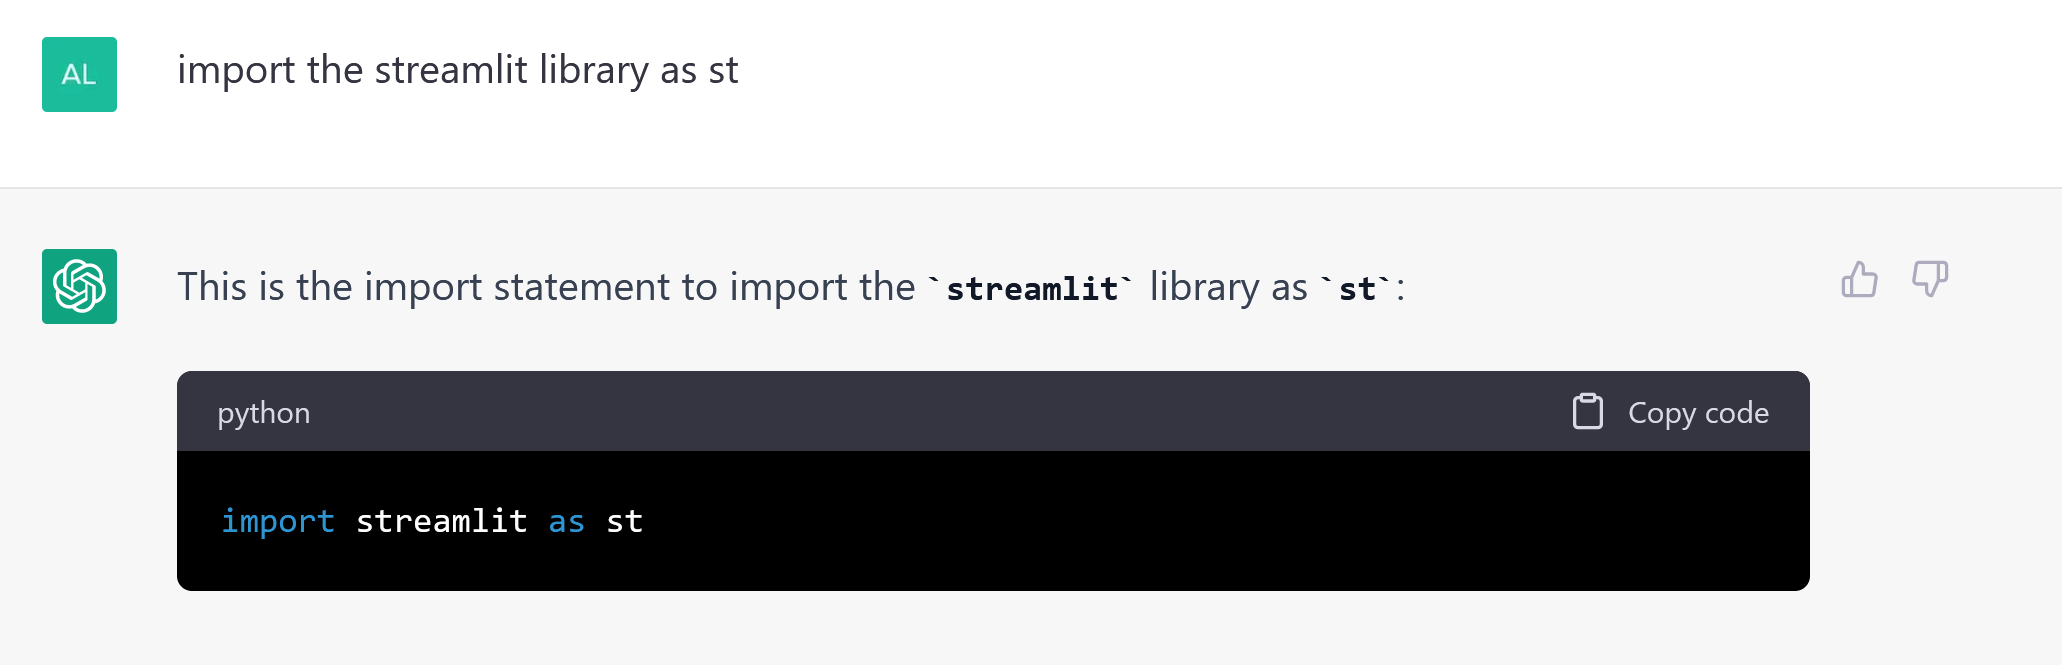 AL
import the streamlit library as st
This is the import statement to import the `streamlit` library as `st`:
python
Copy code
import streamlit as st